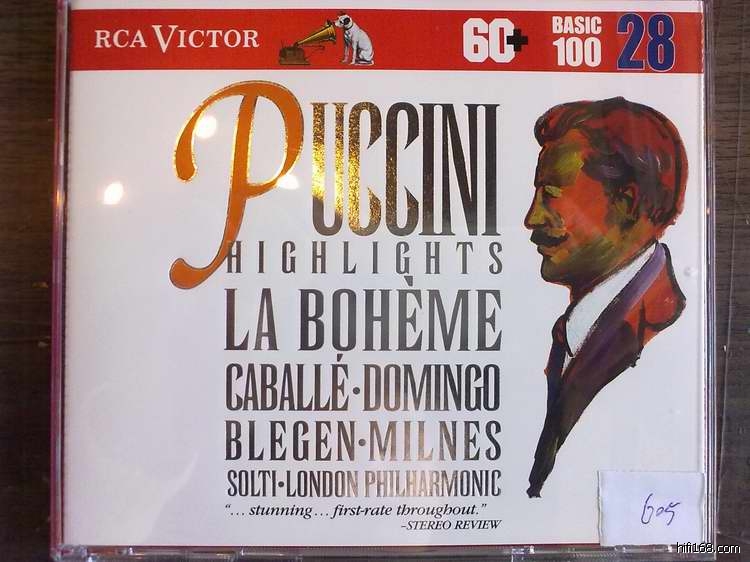 RCA VICTOR
60+
BASIC
100
28
PUCCINI
HIGHLIGHTS
LA BOHÈME
CABALLÉ·DOMINGO
BLEGEN·MILNES
SOLTI·LONDON PHILHARMONIC
“... stunning... first-rate throughout.”
–STEREO REVIEW
605
hifi168.com